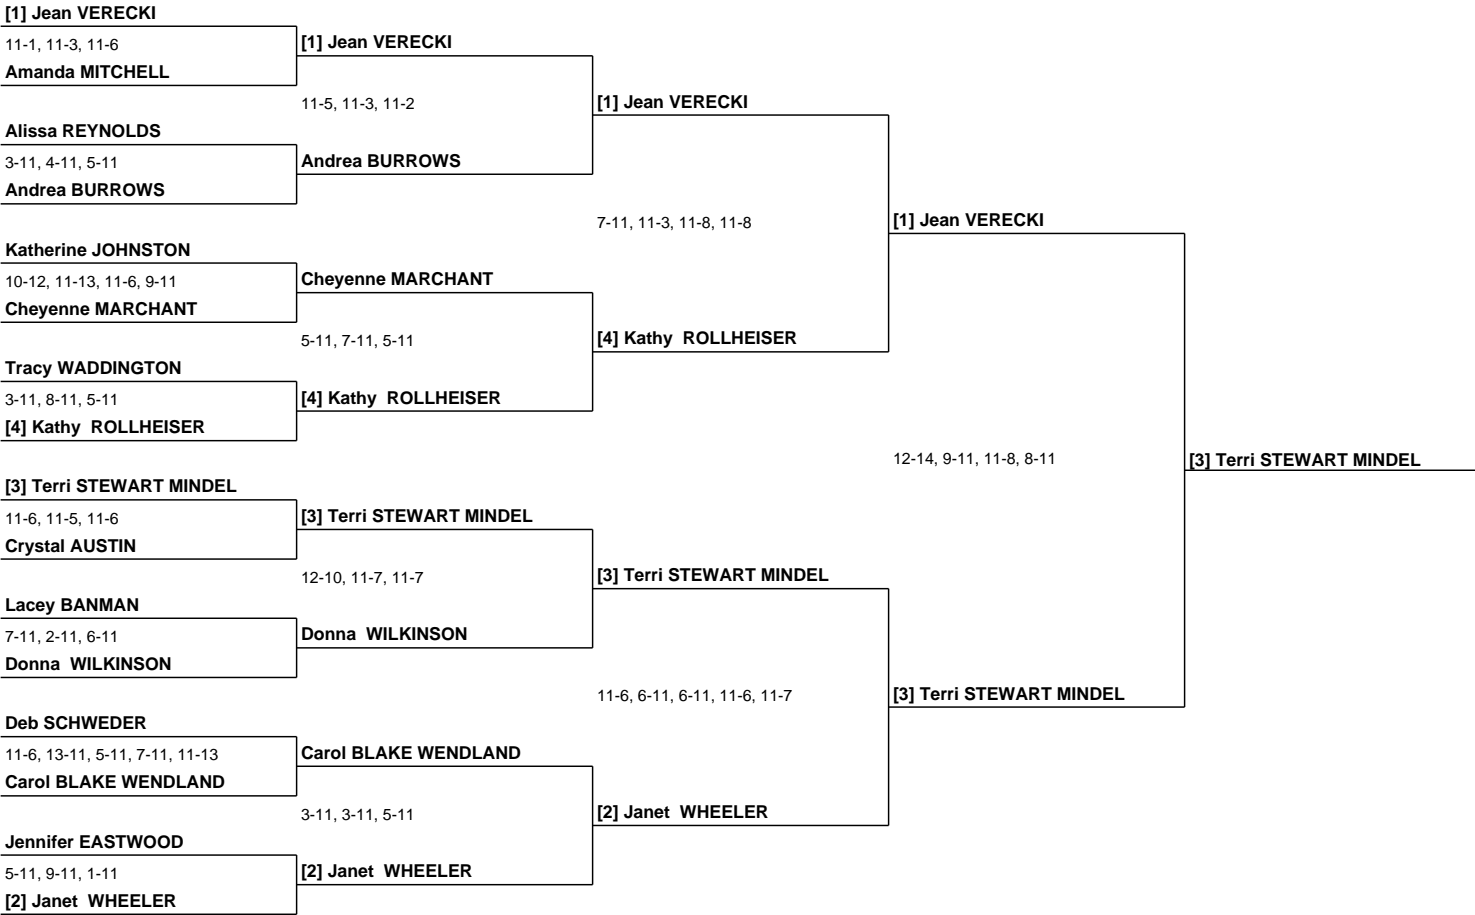 [1] Jean VERECKI
11-1, 11-3, 11-6
Amanda MITCHELL
Alissa REYNOLDS
3-11, 4-11, 5-11
Andrea BURROWS
Katherine JOHNSTON
10-12, 11-13, 11-6, 9-11
Cheyenne MARCHANT
Tracy WADDINGTON
3-11, 8-11, 5-11
[4] Kathy  ROLLHEISER
[3] Terri STEWART MINDEL
11-6, 11-5, 11-6
Crystal AUSTIN
Lacey BANMAN
7-11, 2-11, 6-11
Donna  WILKINSON
Deb SCHWEDER
11-6, 13-11, 5-11, 7-11, 11-13
Carol BLAKE WENDLAND
Jennifer EASTWOOD
5-11, 9-11, 1-11
[2] Janet  WHEELER
[1] Jean VERECKI
11-5, 11-3, 11-2
Andrea BURROWS
Cheyenne MARCHANT
5-11, 7-11, 5-11
[4] Kathy  ROLLHEISER
[3] Terri STEWART MINDEL
12-10, 11-7, 11-7
Donna  WILKINSON
Carol BLAKE WENDLAND
3-11, 3-11, 5-11
[2] Janet  WHEELER
[1] Jean VERECKI
7-11, 11-3, 11-8, 11-8
[4] Kathy  ROLLHEISER
[3] Terri STEWART MINDEL
11-6, 6-11, 6-11, 11-6, 11-7
[2] Janet  WHEELER
[1] Jean VERECKI
12-14, 9-11, 11-8, 8-11
[3] Terri STEWART MINDEL
[3] Terri STEWART MINDEL